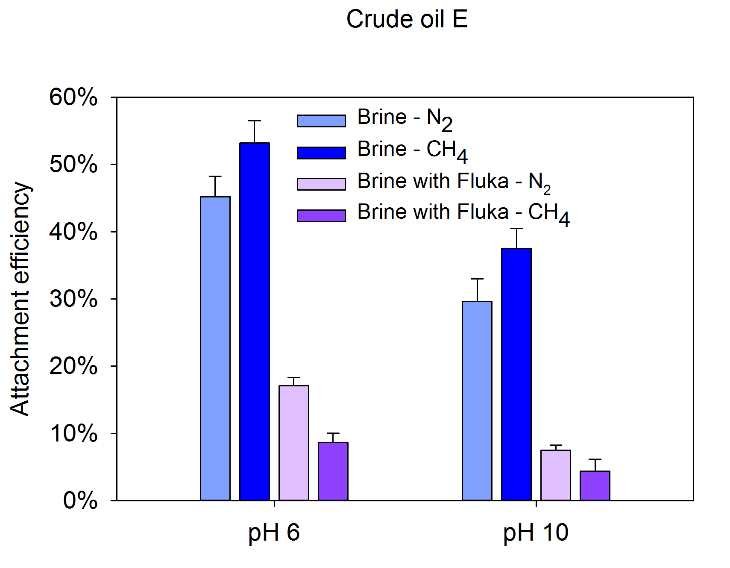 Crude oil E
60%
50%
40%
30%
20%
10%
0%
Attachment efficiency
Brine - N₂
Brine - CH₄
Brine with Fluka - N₂
Brine with Fluka - CH₄
pH 6
pH 10